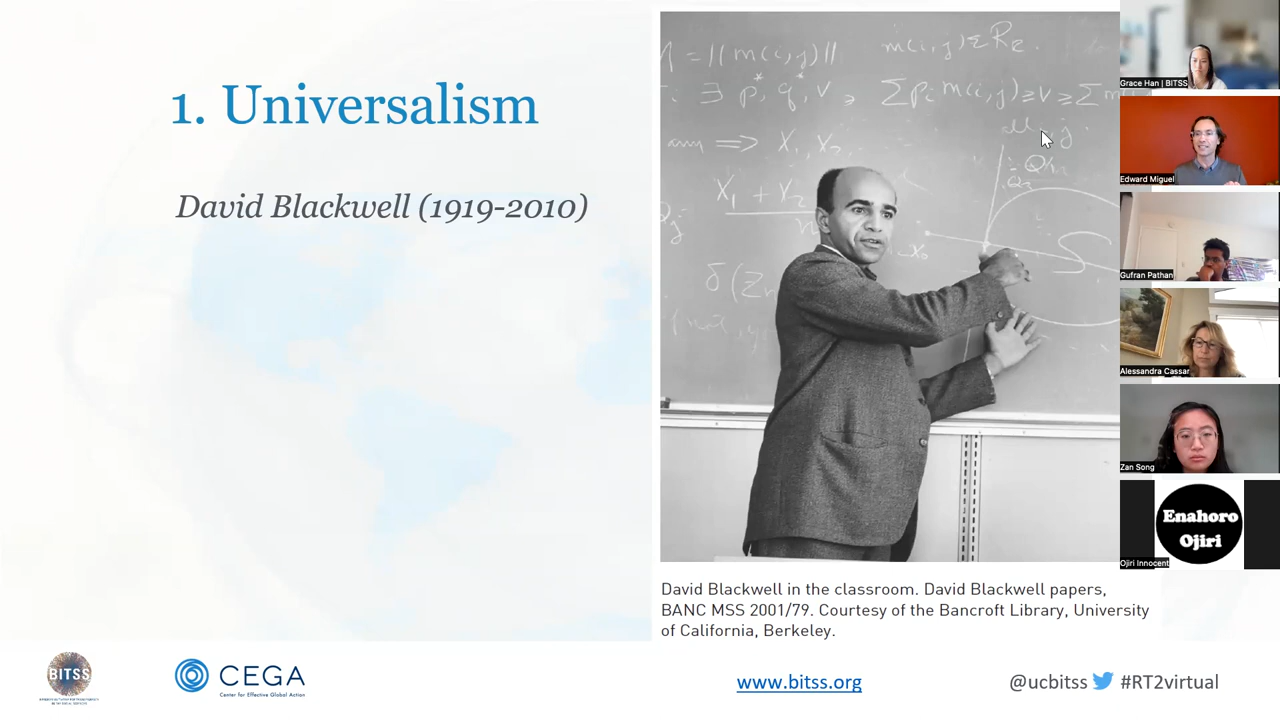 1. Universalism
David Blackwell (1919-2010)
David Blackwell in the classroom. David Blackwell papers,
BANC MSS 2001/79. Courtesy of the Bancroft Library, University
of California, Berkeley.
BITSS
CEGA
Center for Effective Global Action
www.bitss.org
@ucbitss
#RT2virtual
Grace Han | BITSS
Edward Miguel
Gufran Pathan
Alessandra Cassar
Zan Song
Enahoro
Ojiri
Ojiri Innocent